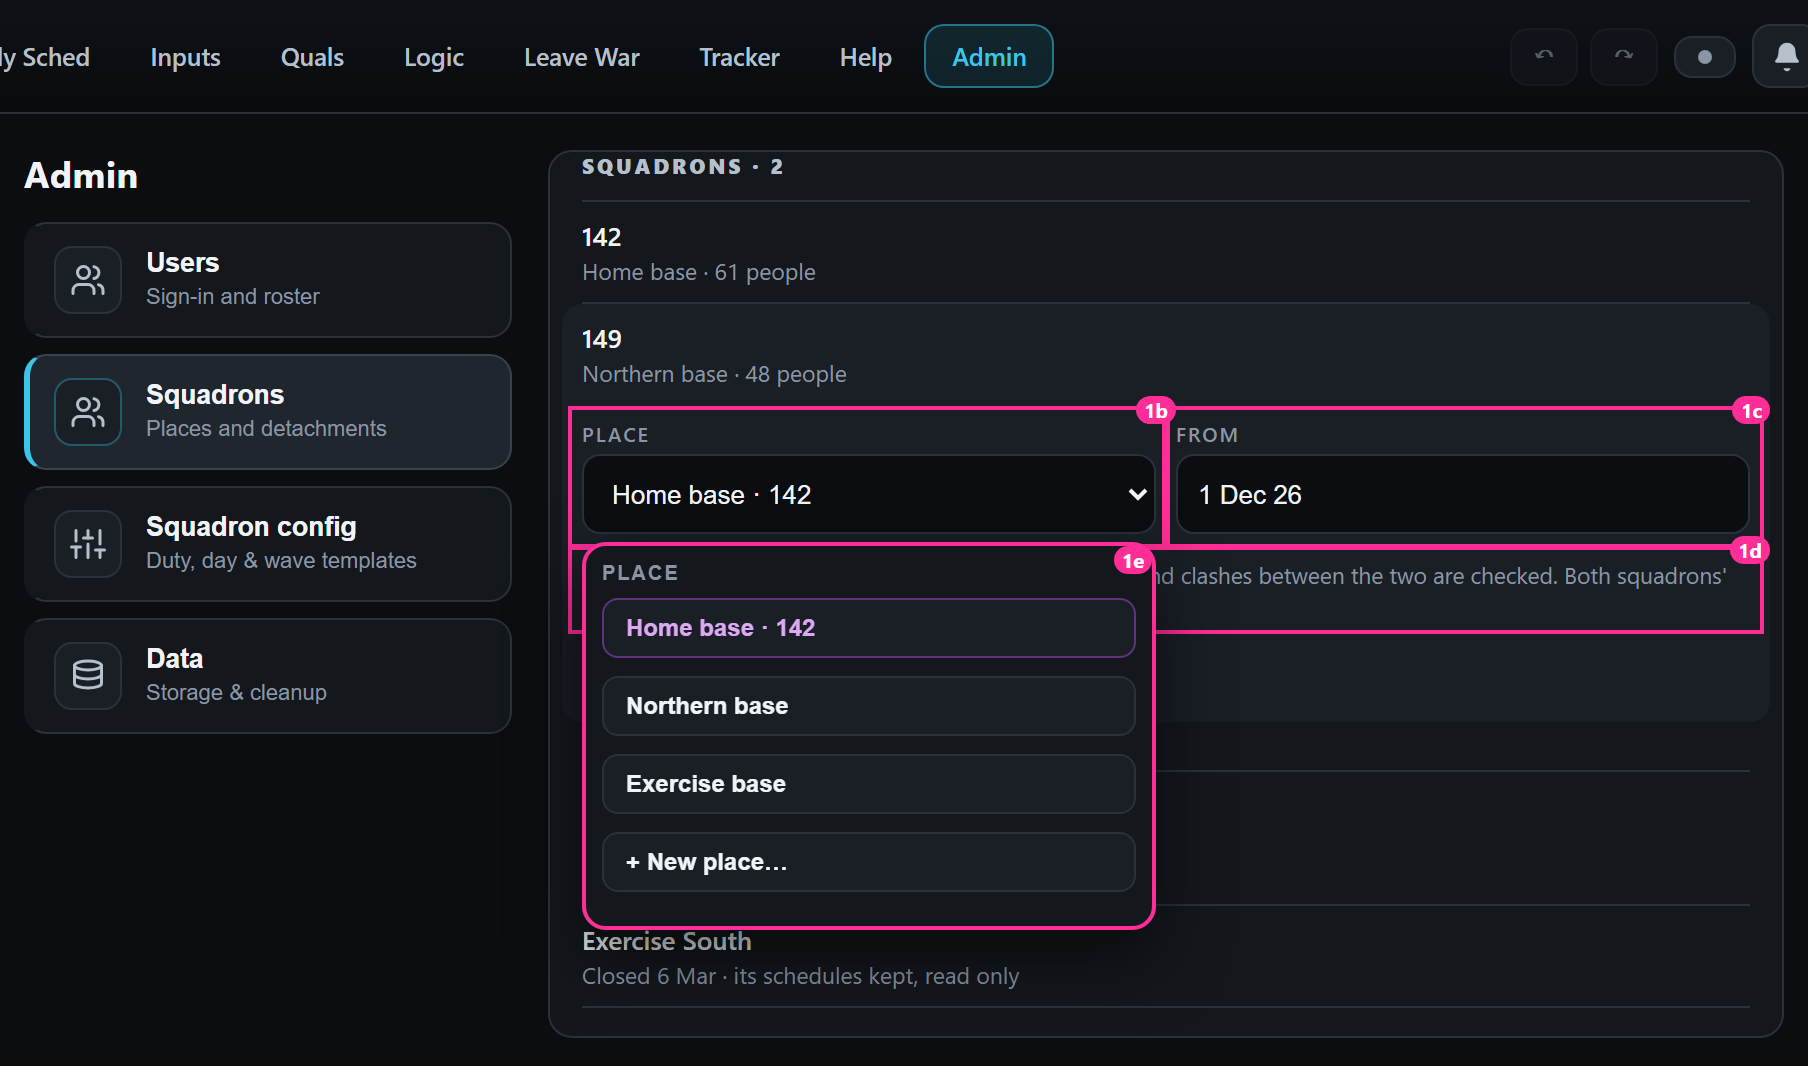 ly Sched
Inputs
Quals
Logic
Leave War
Tracker
Help
Admin
Admin
Users
Sign-in and roster
Squadrons
Places and detachments
Squadron config
Duty, day & wave templates
Data
Storage & cleanup
SQUADRONS · 2
142
Home base · 61 people
149
Northern base · 48 people
1b
1c
PLACE
FROM
Home base · 142
1 Dec 26
1e
1d
PLACE
clashes between the two are checked. Both squadrons'
Home base · 142
Northern base
Exercise base
+ New place...
Exercise South
Closed 6 Mar · its schedules kept, read only